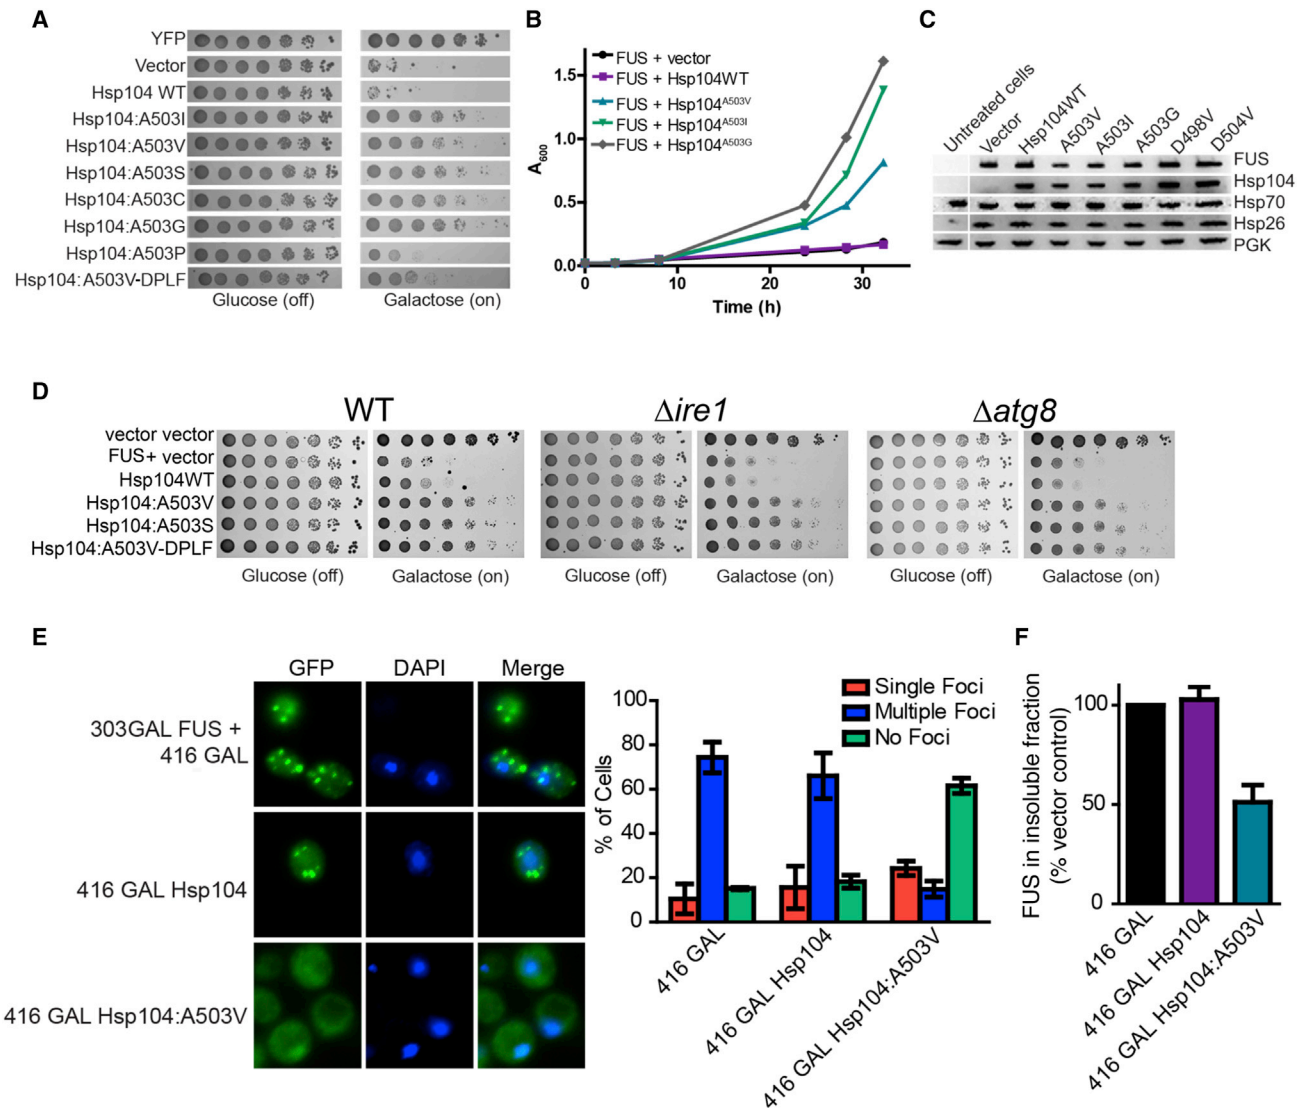 A
YFP
Vector
Hsp104 WT
Hsp104:A503I
Hsp104:A503V
Hsp104:A503S
Hsp104:A503C
Hsp104:A503G
Hsp104:A503P
Hsp104:A503V-DPLF
Glucose (off)
Galactose (on)
B
FUS + vector
FUS + Hsp104WT
FUS + Hsp104A503V
FUS + Hsp104A503I
FUS + Hsp104A503G
A600
1.5
1.0
0.5
0.0
0
10
20
30
Time (h)
C
Untreated cells
Vector
Hsp104WT
A503V
A503I
A503G
D498V
D504V
FUS
Hsp104
Hsp70
Hsp26
PGK
D
WT
Δire1
Δatg8
vector vector
FUS+ vector
Hsp104WT
Hsp104:A503V
Hsp104:A503S
Hsp104:A503V-DPLF
Glucose (off)
Galactose (on)
Glucose (off)
Galactose (on)
Glucose (off)
Galactose (on)
E
GFP
DAPI
Merge
303GAL FUS +
416 GAL
416 GAL Hsp104
416 GAL Hsp104:A503V
% of Cells
100
80
60
40
20
0
Single Foci
Multiple Foci
No Foci
416 GAL
416 GAL Hsp104
416 GAL Hsp104:A503V
F
FUS in insoluble fraction
(% vector control)
100
50
0
416 GAL
416 GAL Hsp104
416 GAL Hsp104:A503V